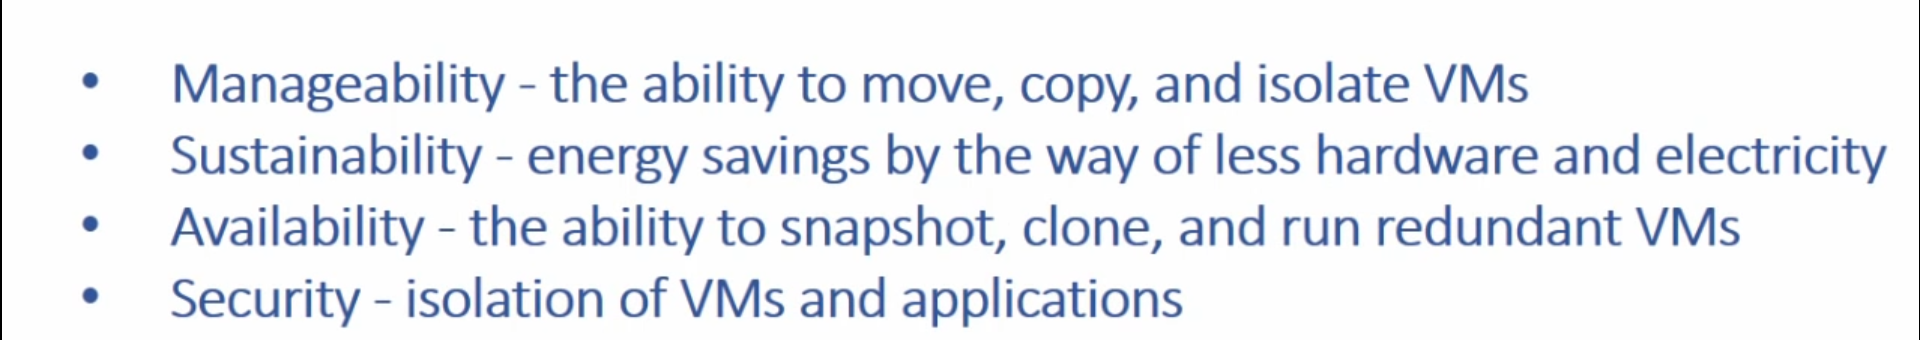 • Manageability - the ability to move, copy, and isolate VMs
• Sustainability - energy savings by the way of less hardware and electricity
• Availability - the ability to snapshot, clone, and run redundant VMs
• Security - isolation of VMs and applications